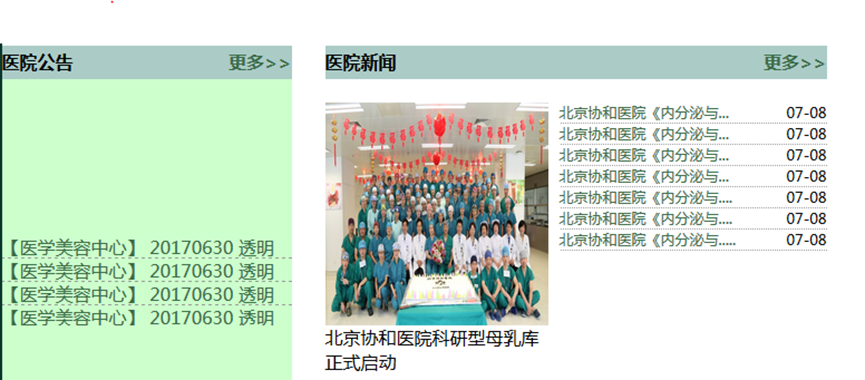 医院公告 更多>>
【医学美容中心】 20170630 透明
【医学美容中心】 20170630 透明
【医学美容中心】 20170630 透明
【医学美容中心】 20170630 透明
医院新闻 更多>>
北京协和医院科研型母乳库
正式启动
北京协和医院《内分泌与... 07-08
北京协和医院《内分泌与... 07-08
北京协和医院《内分泌与... 07-08
北京协和医院《内分泌与... 07-08
北京协和医院《内分泌与.... 07-08
北京协和医院《内分泌与.... 07-08
北京协和医院《内分泌与..... 07-08